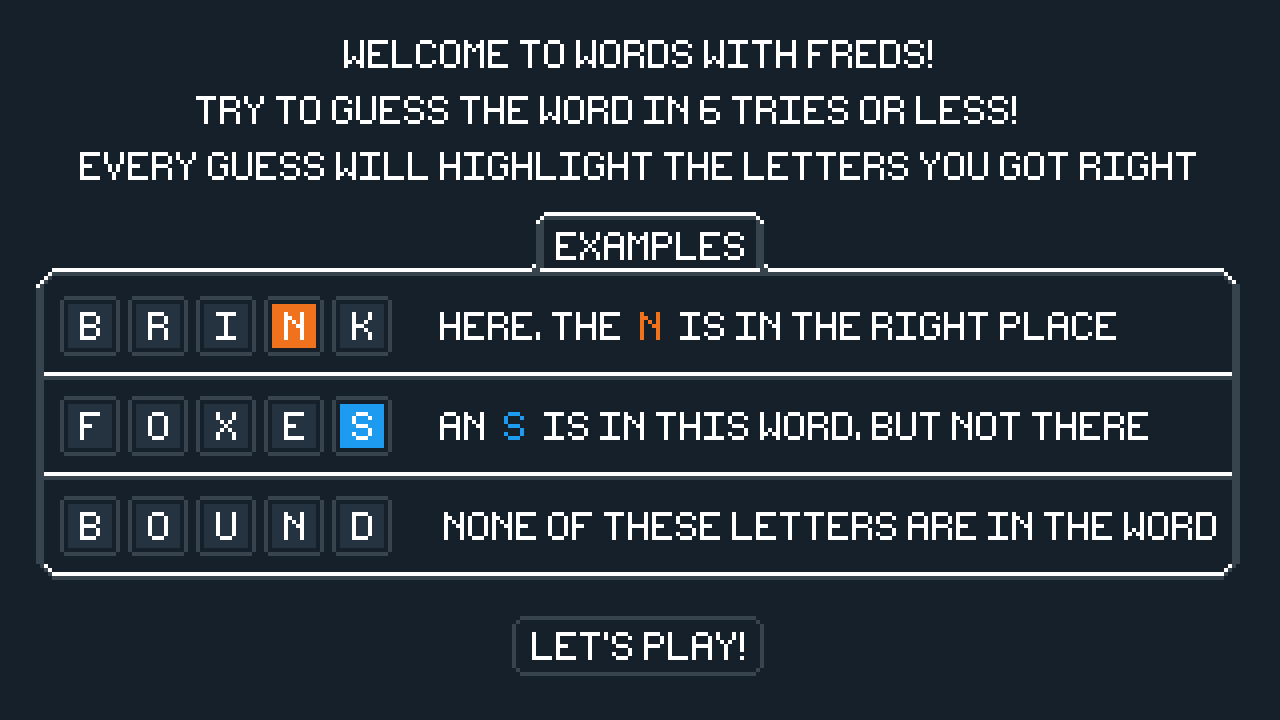 WELCOME TO WORDS WITH FREDS!
TRY TO GUESS THE WORD IN 6 TRIES OR LESS!
EVERY GUESS WILL HIGHLIGHT THE LETTERS YOU GOT RIGHT
EXAMPLES
B R I N K HERE. THE N IS IN THE RIGHT PLACE
F O X E S AN S IS IN THIS WORD. BUT NOT THERE
B O U N D NONE OF THESE LETTERS ARE IN THE WORD
LET'S PLAY!